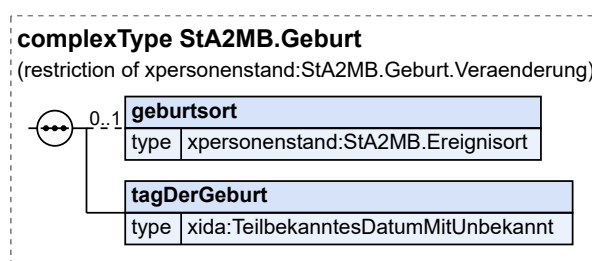 complexType StA2MB.Geburt
(restriction of xpersonenstand:StA2MB.Geburt.Veraenderung)
0..1 geburtsort
type xpersonenstand:StA2MB.Ereignisort
tagDerGeburt
type xida:TeilbekanntesDatumMitUnbekannt